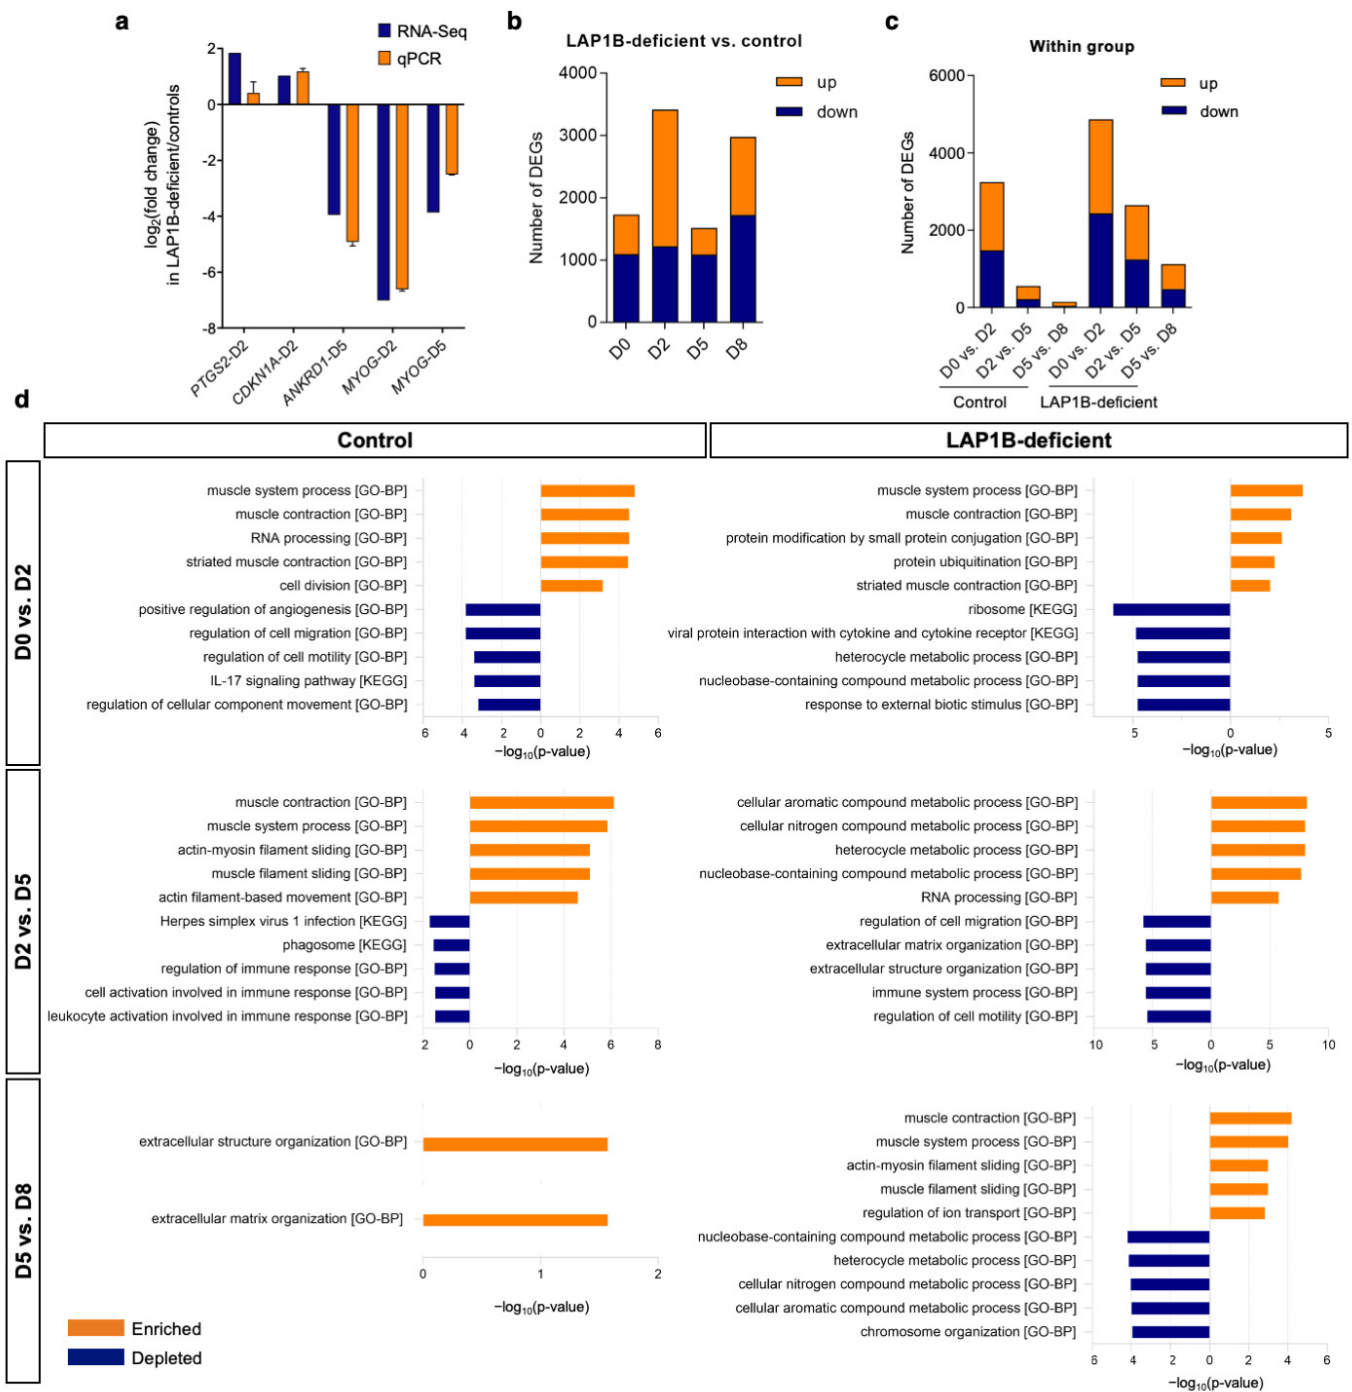 a
RNA-Seq
qPCR
log2(fold change)
in LAP1B-deficient/controls
2
0
-2
-4
-6
-8
PTGS2-D2
CDKN1A-D2
ANKRD1-D5
MYOG-D2
MYOG-D5
b
LAP1B-deficient vs. control
up
down
Number of DEGs
4000
3000
2000
1000
0
D0
D2
D5
D8
c
Within group
up
down
Number of DEGs
6000
4000
2000
0
D0 vs. D2
D2 vs. D5
D5 vs. D8
D0 vs. D2
D2 vs. D5
D5 vs. D8
Control
LAP1B-deficient
d
Control
LAP1B-deficient
D0 vs. D2
muscle system process [GO-BP]
muscle contraction [GO-BP]
RNA processing [GO-BP]
striated muscle contraction [GO-BP]
cell division [GO-BP]
positive regulation of angiogenesis [GO-BP]
regulation of cell migration [GO-BP]
regulation of cell motility [GO-BP]
IL-17 signaling pathway [KEGG]
regulation of cellular component movement [GO-BP]
6 4 2 0 2 4 6
−log10(p-value)
muscle system process [GO-BP]
muscle contraction [GO-BP]
protein modification by small protein conjugation [GO-BP]
protein ubiquitination [GO-BP]
striated muscle contraction [GO-BP]
ribosome [KEGG]
viral protein interaction with cytokine and cytokine receptor [KEGG]
heterocycle metabolic process [GO-BP]
nucleobase-containing compound metabolic process [GO-BP]
response to external biotic stimulus [GO-BP]
5 0 5
−log10(p-value)
D2 vs. D5
muscle contraction [GO-BP]
muscle system process [GO-BP]
actin-myosin filament sliding [GO-BP]
muscle filament sliding [GO-BP]
actin filament-based movement [GO-BP]
Herpes simplex virus 1 infection [KEGG]
phagosome [KEGG]
regulation of immune response [GO-BP]
cell activation involved in immune response [GO-BP]
leukocyte activation involved in immune response [GO-BP]
2 0 2 4 6 8
−log10(p-value)
cellular aromatic compound metabolic process [GO-BP]
cellular nitrogen compound metabolic process [GO-BP]
heterocycle metabolic process [GO-BP]
nucleobase-containing compound metabolic process [GO-BP]
RNA processing [GO-BP]
regulation of cell migration [GO-BP]
extracellular matrix organization [GO-BP]
extracellular structure organization [GO-BP]
immune system process [GO-BP]
regulation of cell motility [GO-BP]
10 5 0 5 10
−log10(p-value)
D5 vs. D8
extracellular structure organization [GO-BP]
extracellular matrix organization [GO-BP]
0 1 2
−log10(p-value)
muscle contraction [GO-BP]
muscle system process [GO-BP]
actin-myosin filament sliding [GO-BP]
muscle filament sliding [GO-BP]
regulation of ion transport [GO-BP]
nucleobase-containing compound metabolic process [GO-BP]
heterocycle metabolic process [GO-BP]
cellular nitrogen compound metabolic process [GO-BP]
cellular aromatic compound metabolic process [GO-BP]
chromosome organization [GO-BP]
6 4 2 0 2 4 6
−log10(p-value)
Enriched
Depleted